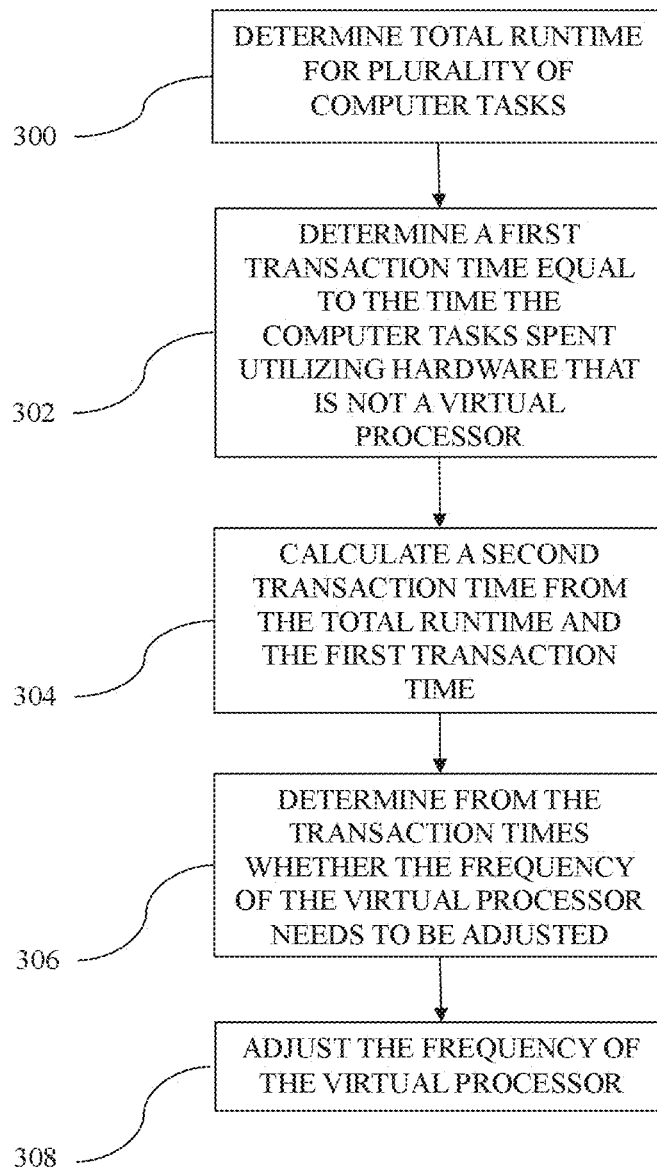 DETERMINE TOTAL RUNTIME
FOR PLURALITY OF
COMPUTER TASKS
300
DETERMINE A FIRST
TRANSACTION TIME EQUAL
TO THE TIME THE
COMPUTER TASKS SPENT
UTILIZING HARDWARE THAT
IS NOT A VIRTUAL
PROCESSOR
302
CALCULATE A SECOND
TRANSACTION TIME FROM
THE TOTAL RUNTIME AND
THE FIRST TRANSACTION
TIME
304
DETERMINE FROM THE
TRANSACTION TIMES
WHETHER THE FREQUENCY
OF THE VIRTUAL PROCESSOR
NEEDS TO BE ADJUSTED
306
ADJUST THE FREQUENCY OF
THE VIRTUAL PROCESSOR
308